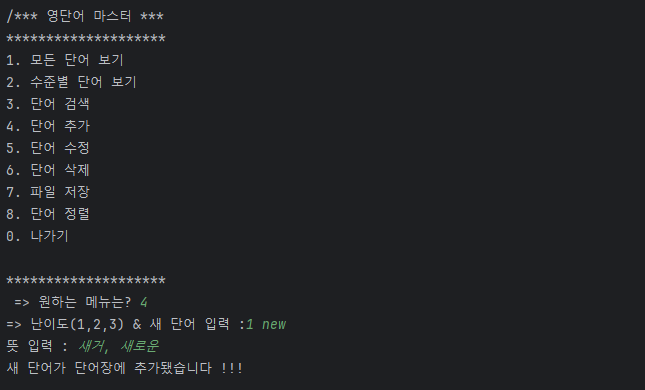 /*** 영단어 마스터 ***
********************
1. 모든 단어 보기
2. 수준별 단어 보기
3. 단어 검색
4. 단어 추가
5. 단어 수정
6. 단어 삭제
7. 파일 저장
8. 단어 정렬
0. 나가기
********************
=> 원하는 메뉴는? 4
=> 난이도(1,2,3) & 새 단어 입력 :1 new
뜻 입력 : 새거, 새로운
새 단어가 단어장에 추가됐습니다 !!!